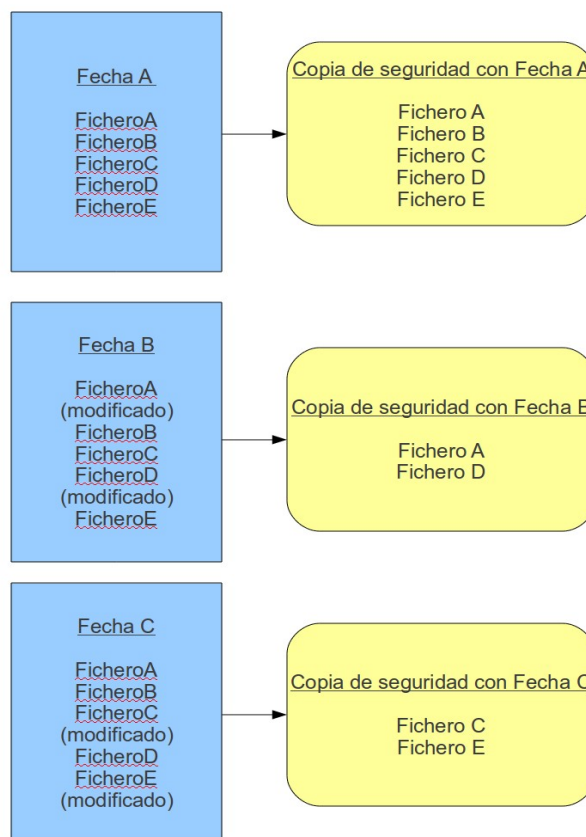 Fecha A
FicheroA
FicheroB
FicheroC
FicheroD
FicheroE
Copia de seguridad con Fecha A
Fichero A
Fichero B
Fichero C
Fichero D
Fichero E
Fecha B
FicheroA
(modificado)
FicheroB
FicheroC
FicheroD
(modificado)
FicheroE
Copia de seguridad con Fecha B
Fichero A
Fichero D
Fecha C
FicheroA
FicheroB
FicheroC
(modificado)
FicheroD
FicheroE
(modificado)
Copia de seguridad con Fecha C
Fichero C
Fichero E